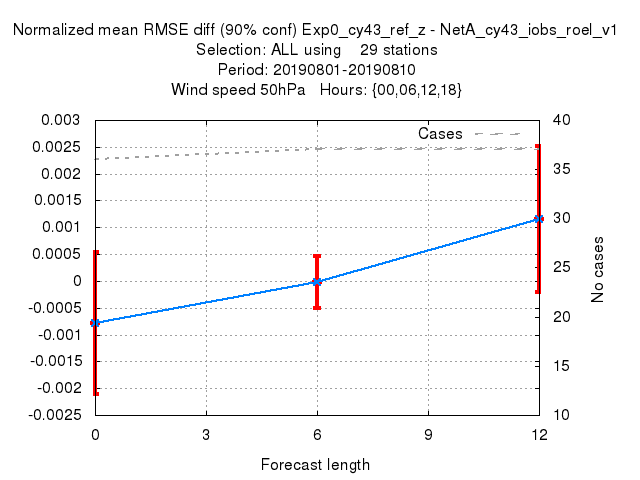 Normalized mean RMSE diff (90% conf) Exp0_cy43_ref_z - NetA_cy43_iobs_roel_v1
Selection: ALL using    29 stations
Period: 20190801-20190810
Wind speed 50hPa   Hours: {00,06,12,18}
Cases
0.003
0.0025
0.002
0.0015
0.001
0.0005
0
-0.0005
-0.001
-0.0015
-0.002
-0.0025
40
35
30
25
20
15
10
No cases
0 3 6 9 12
Forecast length